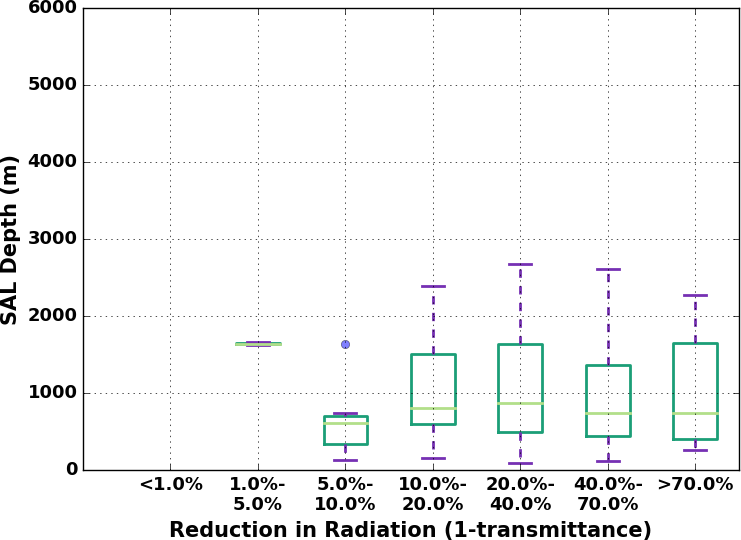 6000
5000
4000
3000
2000
1000
0
SAL Depth (m)
<1.0% 1.0%- 5.0%- 10.0%- 20.0%- 40.0%- >70.0%
5.0% 10.0% 20.0% 40.0% 70.0%
Reduction in Radiation (1-transmittance)